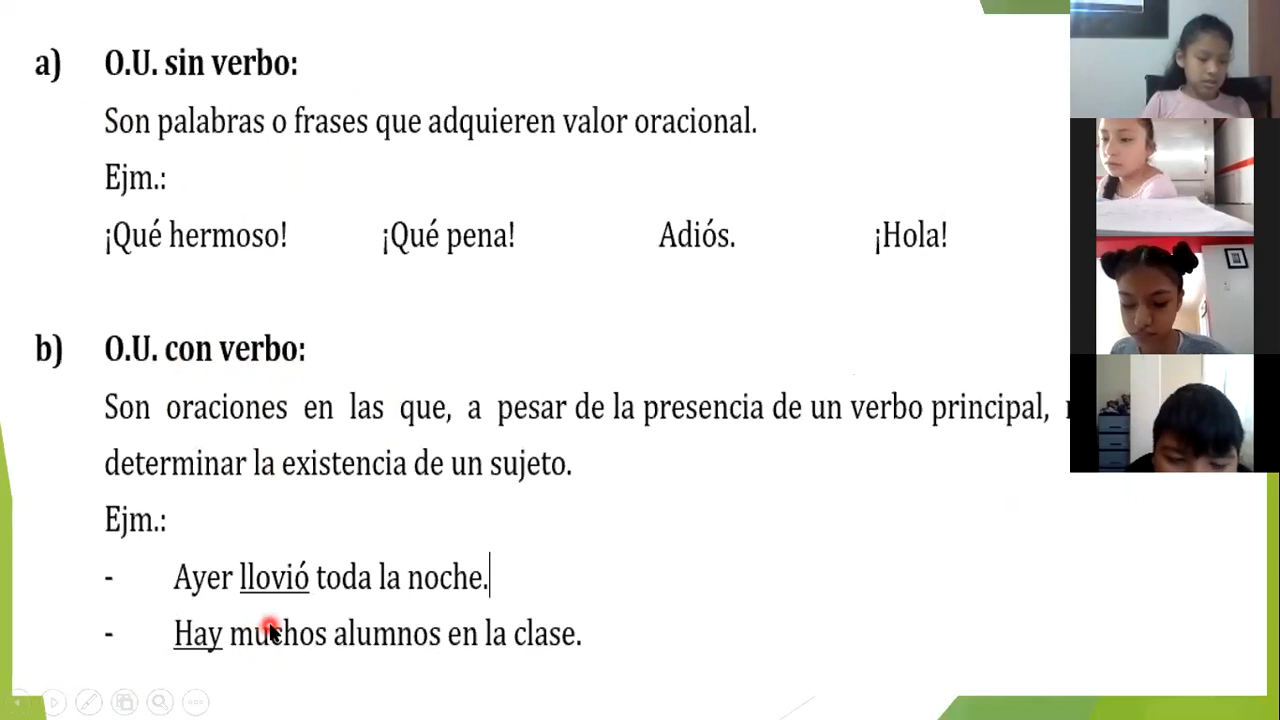 a) O.U. sin verbo:
Son palabras o frases que adquieren valor oracional.
Ejm.:
¡Qué hermoso! ¡Qué pena! Adiós. ¡Hola!
b) O.U. con verbo:
Son oraciones en las que, a pesar de la presencia de un verbo principal,
determinar la existencia de un sujeto.
Ejm.:
- Ayer llovió toda la noche.
- Hay muchos alumnos en la clase.